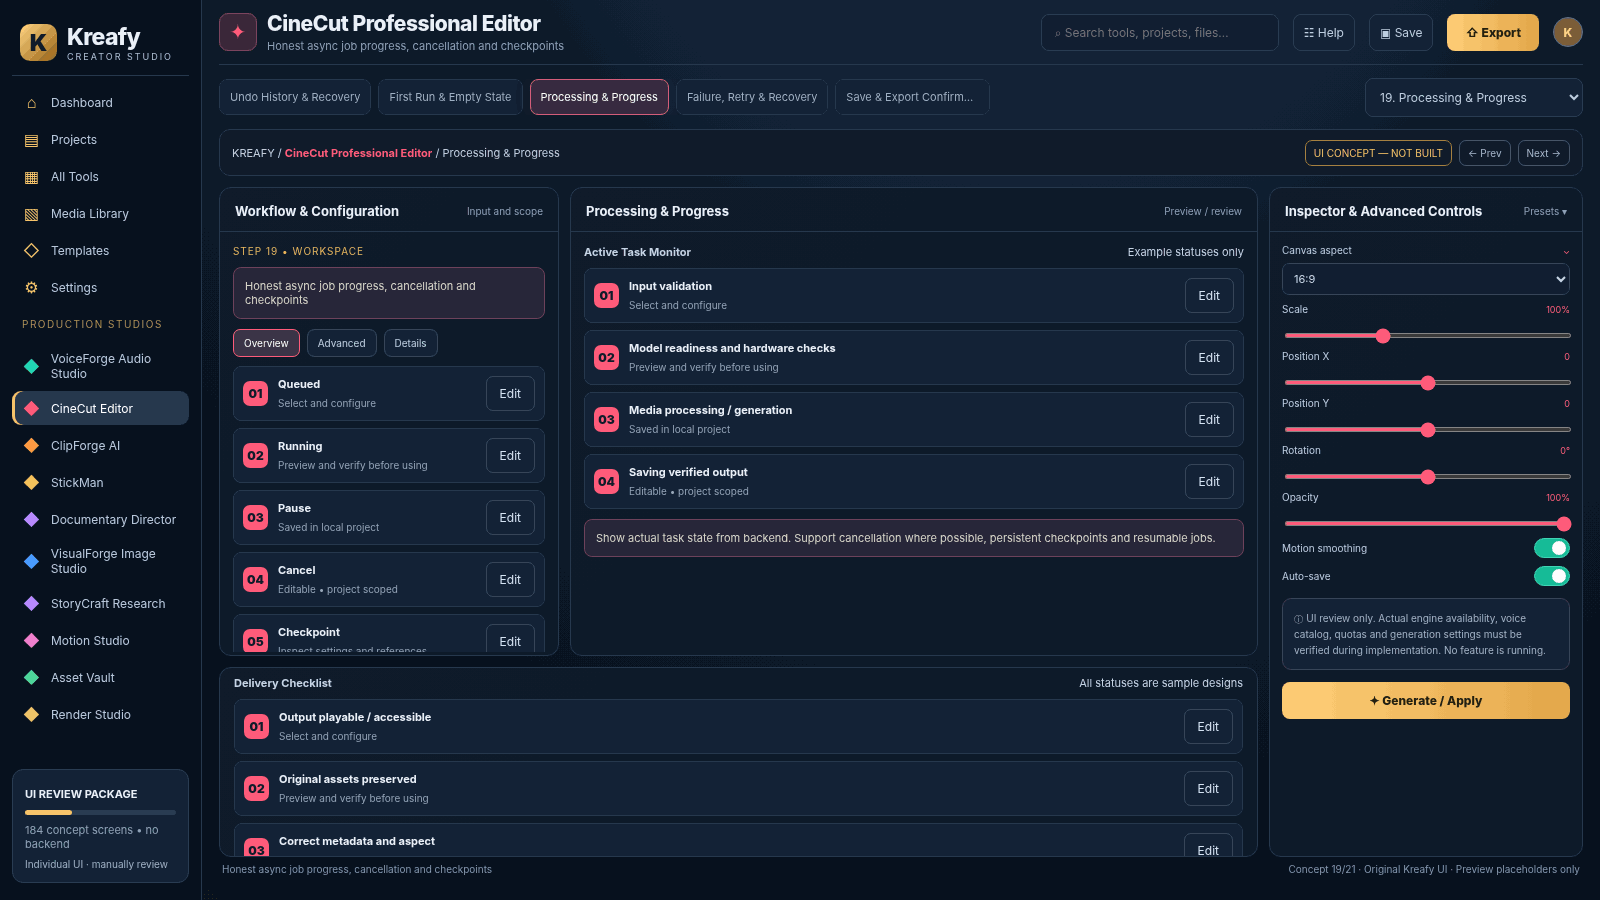 K
Kreafy
CREATOR STUDIO
Dashboard
Projects
All Tools
Media Library
Templates
Settings
PRODUCTION STUDIOS
VoiceForge Audio
Studio
CineCut Editor
ClipForge AI
StickMan
Documentary Director
VisualForge Image
Studio
StoryCraft Research
Motion Studio
Asset Vault
Render Studio
UI REVIEW PACKAGE
184 concept screens • no
backend
Individual UI · manually review
CineCut Professional Editor
Honest async job progress, cancellation and checkpoints
Search tools, projects, files...
Help
Save
Export
K
Undo History & Recovery
First Run & Empty State
Processing & Progress
Failure, Retry & Recovery
Save & Export Confirm...
19. Processing & Progress
KREAFY / CineCut Professional Editor / Processing & Progress
UI CONCEPT — NOT BUILT
← Prev
Next →
Workflow & Configuration
Input and scope
STEP 19 • WORKSPACE
Honest async job progress, cancellation and
checkpoints
Overview
Advanced
Details
01
Queued
Select and configure
Edit
02
Running
Preview and verify before using
Edit
03
Pause
Saved in local project
Edit
04
Cancel
Editable • project scoped
Edit
05
Checkpoint
Inspect settings and references
Edit
Processing & Progress
Preview / review
Active Task Monitor
Example statuses only
01
Input validation
Select and configure
Edit
02
Model readiness and hardware checks
Preview and verify before using
Edit
03
Media processing / generation
Saved in local project
Edit
04
Saving verified output
Editable • project scoped
Edit
Show actual task state from backend. Support cancellation where possible, persistent checkpoints and resumable jobs.
Delivery Checklist
All statuses are sample designs
01
Output playable / accessible
Select and configure
Edit
02
Original assets preserved
Preview and verify before using
Edit
03
Correct metadata and aspect
Edit
Inspector & Advanced Controls
Presets ▾
Canvas aspect
16:9
Scale
100%
Position X
0
Position Y
0
Rotation
0°
Opacity
100%
Motion smoothing
Auto-save
ⓘ UI review only. Actual engine availability, voice
catalog, quotas and generation settings must be
verified during implementation. No feature is running.
✦ Generate / Apply
Honest async job progress, cancellation and checkpoints
Concept 19/21 · Original Kreafy UI · Preview placeholders only